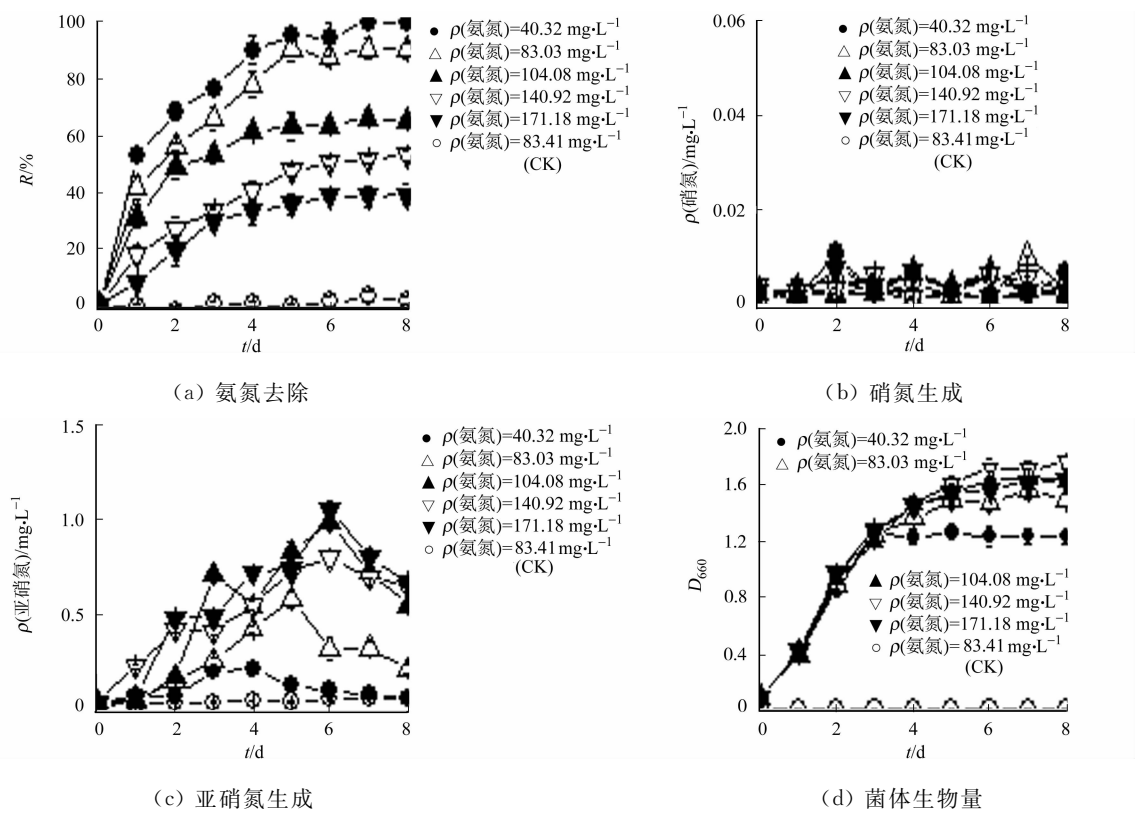 100
80
60
40
20
0
R/%
● ρ(氨氮)=40.32 mg•L⁻¹
△ ρ(氨氮)=83.03 mg•L⁻¹
▲ ρ(氨氮)=104.08 mg•L⁻¹
▽ ρ(氨氮)=140.92 mg•L⁻¹
▼ ρ(氨氮)=171.18 mg•L⁻¹
○ ρ(氨氮)=83.41 mg•L⁻¹
(CK)
0 2 4 6 8
t/d
(a) 氨氮去除
0.06
0.04
0.02
0
ρ(硝氮)/mg•L⁻¹
● ρ(氨氮)=40.32 mg•L⁻¹
△ ρ(氨氮)=83.03 mg•L⁻¹
▲ ρ(氨氮)=104.08 mg•L⁻¹
▽ ρ(氨氮)=140.92 mg•L⁻¹
▼ ρ(氨氮)=171.18 mg•L⁻¹
○ ρ(氨氮)=83.41 mg•L⁻¹
(CK)
0 2 4 6 8
t/d
(b) 硝氮生成
1.5
1.0
0.5
0
ρ(亚硝氮)/mg•L⁻¹
● ρ(氨氮)=40.32 mg•L⁻¹
△ ρ(氨氮)=83.03 mg•L⁻¹
▲ ρ(氨氮)=104.08 mg•L⁻¹
▽ ρ(氨氮)=140.92 mg•L⁻¹
▼ ρ(氨氮)=171.18 mg•L⁻¹
○ ρ(氨氮)=83.41 mg•L⁻¹
(CK)
0 2 4 6 8
t/d
(c) 亚硝氮生成
2.0
1.6
1.2
0.8
0.4
0
D₆₆₀
● ρ(氨氮)=40.32 mg•L⁻¹
△ ρ(氨氮)=83.03 mg•L⁻¹
▲ ρ(氨氮)=104.08 mg•L⁻¹
▽ ρ(氨氮)=140.92 mg•L⁻¹
▼ ρ(氨氮)=171.18 mg•L⁻¹
○ ρ(氨氮)=83.41 mg•L⁻¹
(CK)
0 2 4 6 8
t/d
(d) 菌体生物量